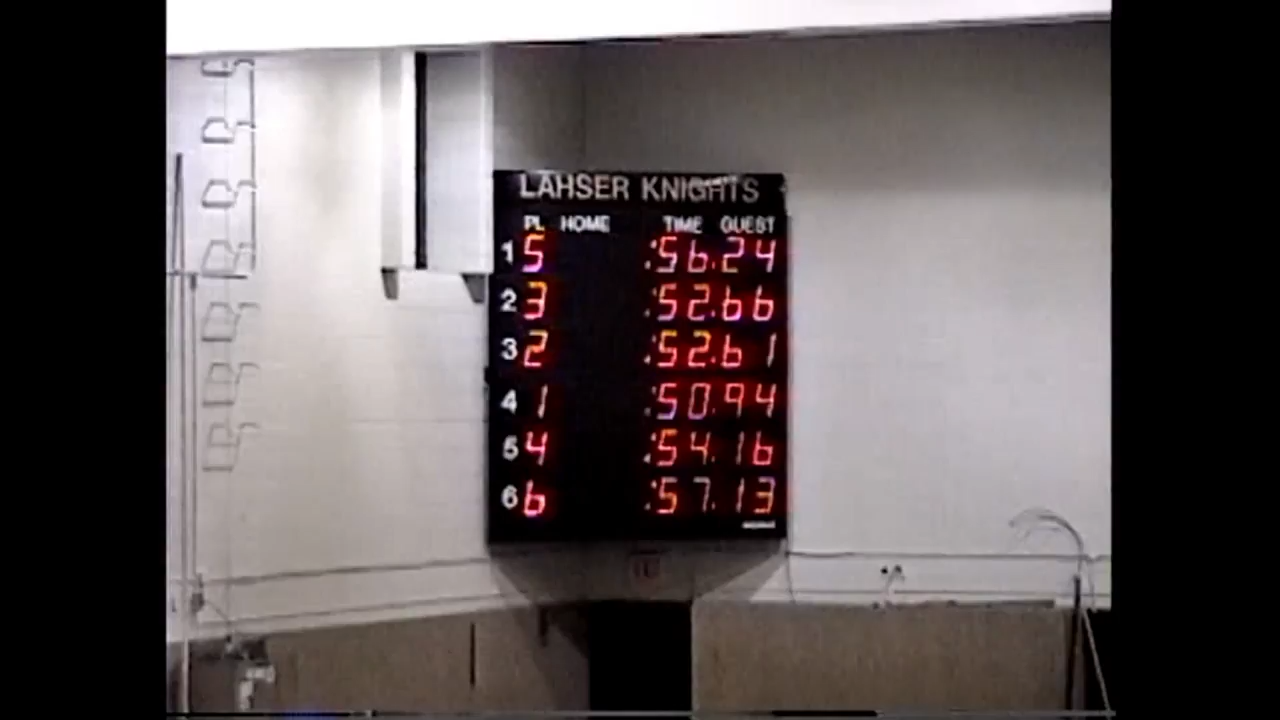 LAHSER KNIGHTS
PL HOME TIME GUEST
1 5 :56.24
2 3 :52.66
3 2 :52.61
4 1 :50.94
5 4 :54.16
6 6 :57.13